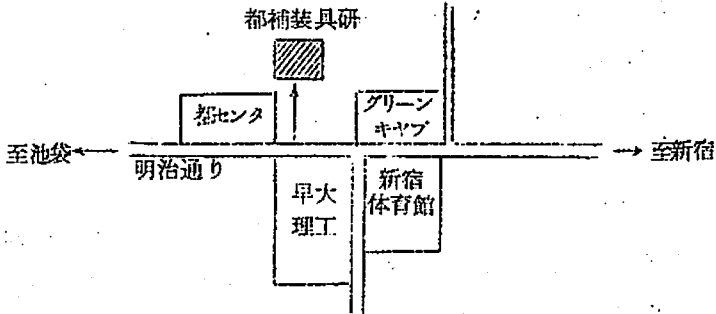 都補装具研
都センタ
グリーン
キヤブ
至池袋
至新宿
明治通り
早大
理工
新宿
体育館